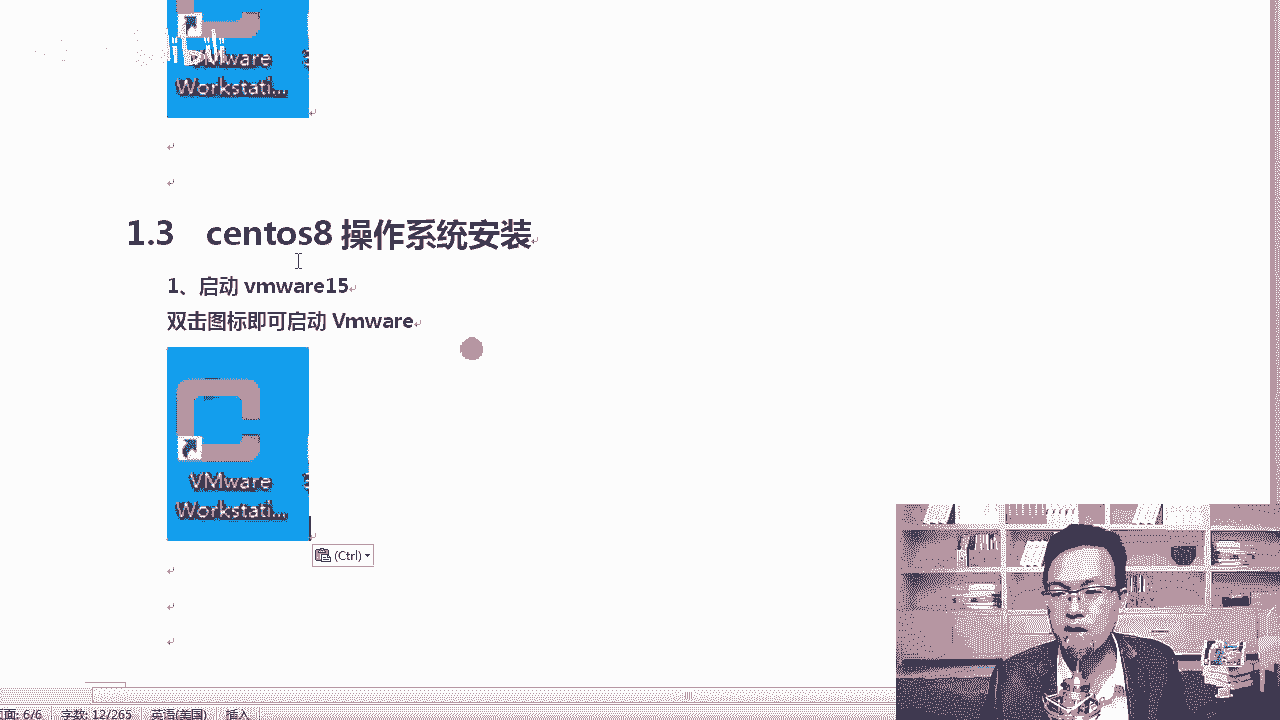 VMware
Workstati...
1.3 centos8 操作系统安装
1、启动 vmware15
双击图标即可启动 Vmware
VMware
Workstati...
(Ctrl)
页面: 6/6 字数: 12/265 英语(美国) 插入